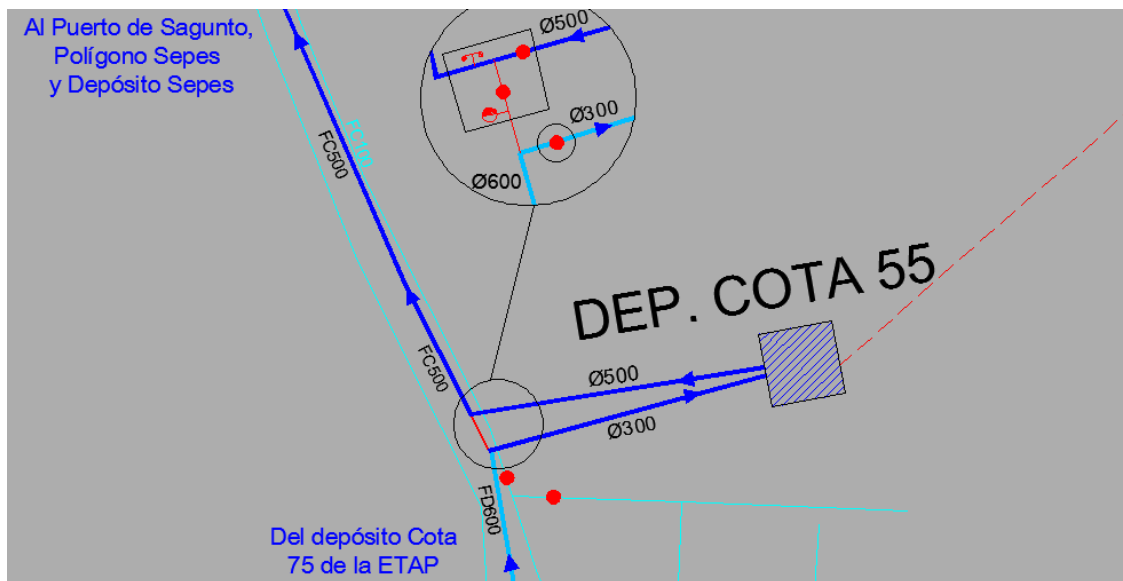 Al Puerto de Sagunto,
Polígono Sepes
y Depósito Sepes
Ø500
Ø300
Ø600
FC100
FC500
DEP. COTA 55
FC500
Ø500
Ø300
FD600
Del depósito Cota
75 de la ETAP